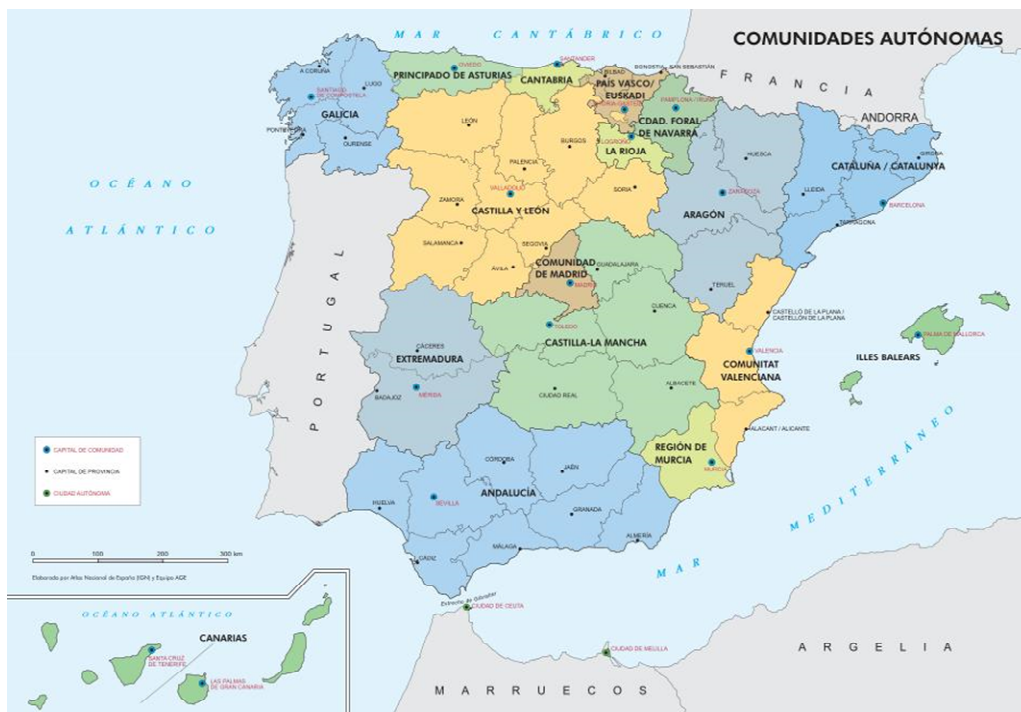 COMUNIDADES AUTÓNOMAS
MAR CANTÁBRICO
FRANCIA
ANDORRA
OCÉANO
ATLÁNTICO
PORTUGAL
A CORUÑA
LUGO
SANTIAGO
DE COMPOSTELA
GALICIA
PONTEVEDRA
OURENSE
OVIEDO
PRINCIPADO DE ASTURIAS
SANTANDER
CANTABRIA
BILBAO
DONOSTIA - SAN SEBASTIÁN
PAÍS VASCO/
EUSKADI
VITORIA-GASTEIZ
PAMPLONA / IRUÑA
CDAD. FORAL
DE NAVARRA
LOGROÑO
LA RIOJA
LEÓN
BURGOS
PALENCIA
VALLADOLID
ZAMORA
CASTILLA Y LEÓN
SORIA
SALAMANCA
SEGOVIA
ÁVILA
HUESCA
ZARAGOZA
ARAGÓN
TERUEL
CATALUÑA / CATALUNYA
GIRONA
LLEIDA
BARCELONA
TARRAGONA
COMUNIDAD
DE MADRID
MADRID
GUADALAJARA
CUENCA
TOLEDO
CASTILLA-LA MANCHA
CIUDAD REAL
ALBACETE
CÁCERES
EXTREMADURA
MÉRIDA
BADAJOZ
CASTELLÓ DE LA PLANA /
CASTELLÓN DE LA PLANA
VALENCIA
COMUNITAT
VALENCIANA
ALACANT / ALICANTE
PALMA DE MALLORCA
ILLES BALEARS
REGIÓN DE
MURCIA
MURCIA
CÓRDOBA
JAÉN
ANDALUCÍA
HUELVA
SEVILLA
GRANADA
ALMERÍA
MÁLAGA
CÁDIZ
MAR MEDITERRÁNEO
Estrecho de Gibraltar
CIUDAD DE CEUTA
CIUDAD DE MELILLA
MARRUECOS
ARGELIA
CAPITAL DE COMUNIDAD
CAPITAL DE PROVINCIA
CIUDAD AUTÓNOMA
0 100 200 300 km
Elaborado por Atlas Nacional de España (IGN) y Equipo AGE
OCÉANO ATLÁNTICO
CANARIAS
SANTA CRUZ
DE TENERIFE
LAS PALMAS
DE GRAN CANARIA